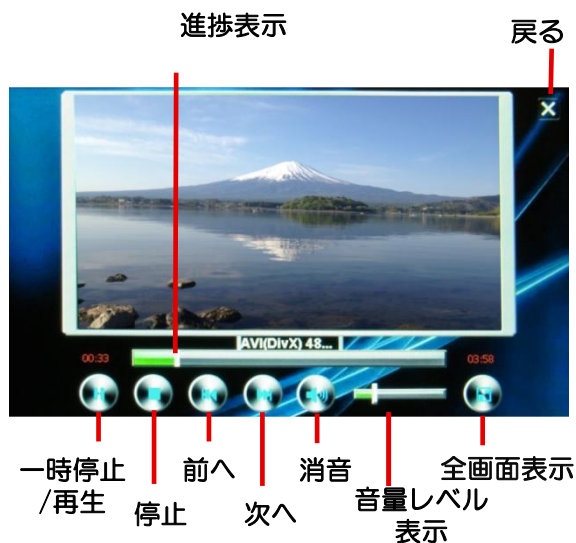 進捗表示
戻る
AVI(DivX) 48...
00:33
03:58
一時停止
/再生
停止
前へ
次へ
消音
音量レベル
表示
全画面表示